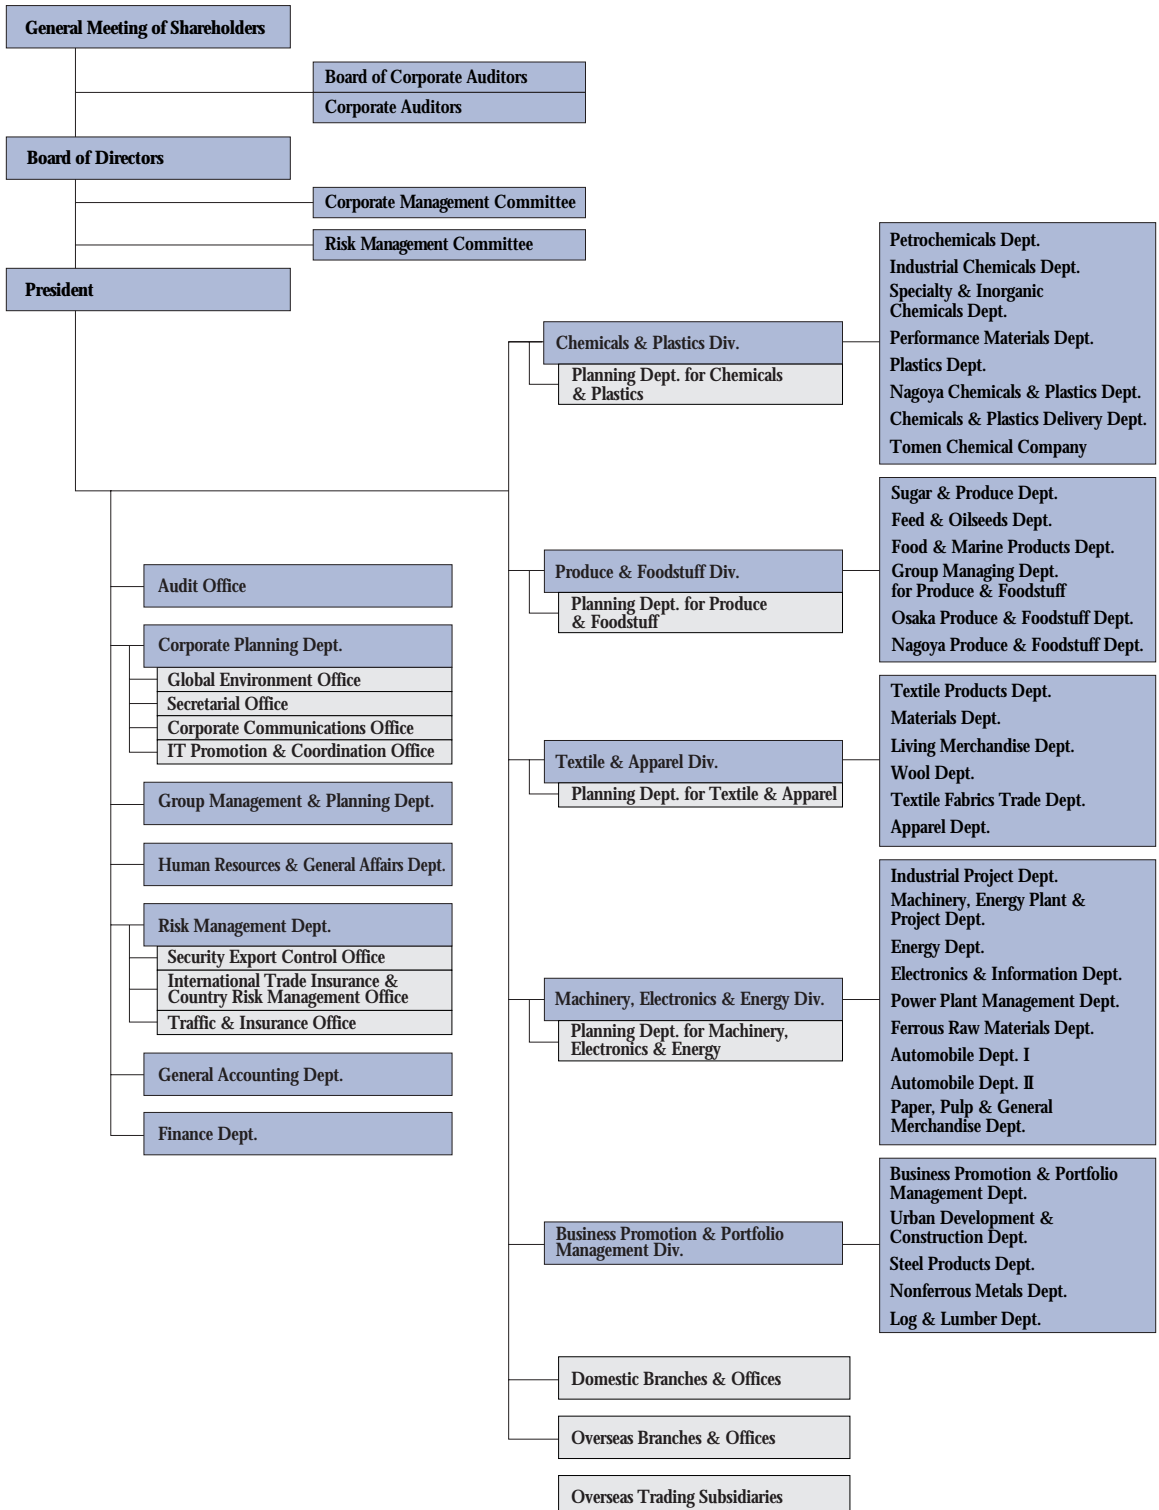 General Meeting of Shareholders
Board of Corporate Auditors
Corporate Auditors
Board of Directors
Corporate Management Committee
Risk Management Committee
President
Audit Office
Corporate Planning Dept.
Global Environment Office
Secretarial Office
Corporate Communications Office
IT Promotion & Coordination Office
Group Management & Planning Dept.
Human Resources & General Affairs Dept.
Risk Management Dept.
Security Export Control Office
International Trade Insurance &
Country Risk Management Office
Traffic & Insurance Office
General Accounting Dept.
Finance Dept.
Chemicals & Plastics Div.
Planning Dept. for Chemicals
& Plastics
Petrochemicals Dept.
Industrial Chemicals Dept.
Specialty & Inorganic
Chemicals Dept.
Performance Materials Dept.
Plastics Dept.
Nagoya Chemicals & Plastics Dept.
Chemicals & Plastics Delivery Dept.
Tomen Chemical Company
Produce & Foodstuff Div.
Planning Dept. for Produce
& Foodstuff
Sugar & Produce Dept.
Feed & Oilseeds Dept.
Food & Marine Products Dept.
Group Managing Dept.
for Produce & Foodstuff
Osaka Produce & Foodstuff Dept.
Nagoya Produce & Foodstuff Dept.
Textile & Apparel Div.
Planning Dept. for Textile & Apparel
Textile Products Dept.
Materials Dept.
Living Merchandise Dept.
Wool Dept.
Textile Fabrics Trade Dept.
Apparel Dept.
Machinery, Electronics & Energy Div.
Planning Dept. for Machinery,
Electronics & Energy
Industrial Project Dept.
Machinery, Energy Plant &
Project Dept.
Energy Dept.
Electronics & Information Dept.
Power Plant Management Dept.
Ferrous Raw Materials Dept.
Automobile Dept. I
Automobile Dept. II
Paper, Pulp & General
Merchandise Dept.
Business Promotion & Portfolio
Management Div.
Business Promotion & Portfolio
Management Dept.
Urban Development &
Construction Dept.
Steel Products Dept.
Nonferrous Metals Dept.
Log & Lumber Dept.
Domestic Branches & Offices
Overseas Branches & Offices
Overseas Trading Subsidiaries